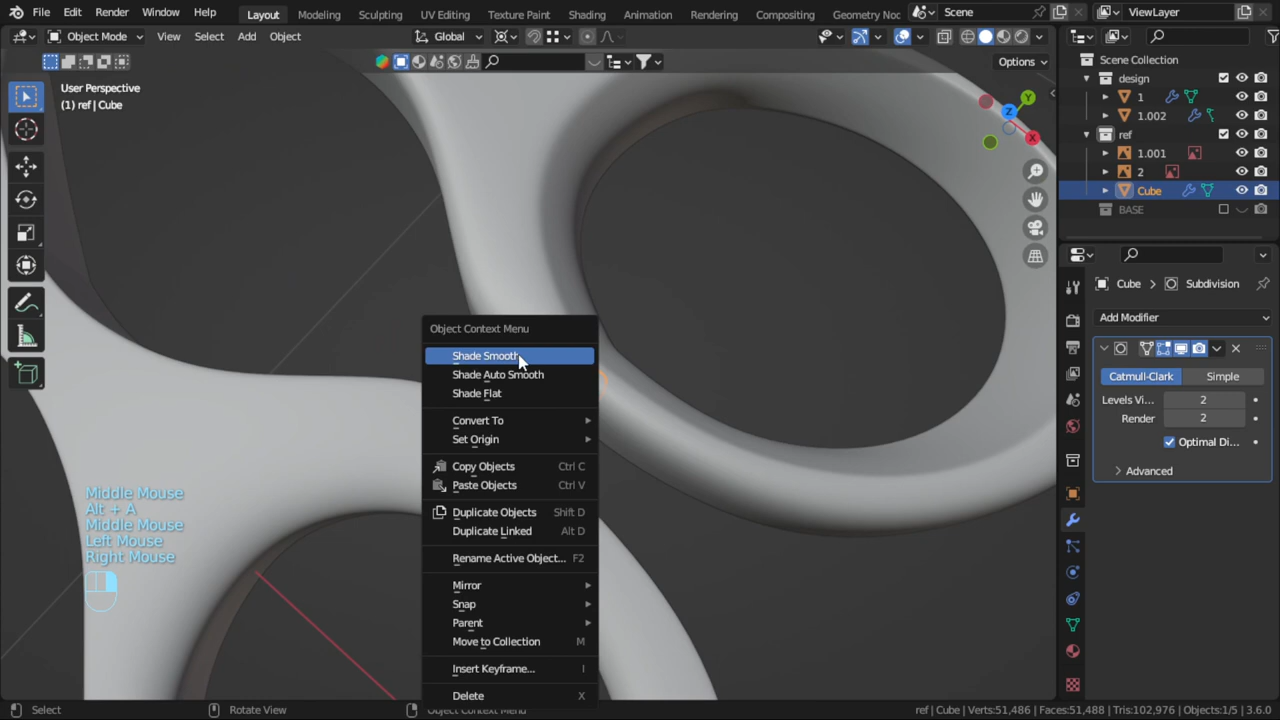 File Edit Render Window Help Layout Modeling Sculpting UV Editing Texture Paint Shading Animation Rendering Compositing Geometry Noc Scene ViewLayer
Object Mode View Select Add Object Global
Options
User Perspective
(1) ref | Cube
Y
Z
X
Scene Collection
design
1
1.002
ref
1.001
2
Cube
BASE
Cube > Subdivision
Add Modifier
Catmull-Clark Simple
Levels Vi... 2
Render 2
Optimal Di...
Advanced
Object Context Menu
Shade Smooth
Shade Auto Smooth
Shade Flat
Convert To
Set Origin
Copy Objects Ctrl C
Paste Objects Ctrl V
Duplicate Objects Shift D
Duplicate Linked Alt D
Rename Active Object... F2
Mirror
Snap
Parent
Move to Collection M
Insert Keyframe... I
Delete X
Middle Mouse
Alt + A
Middle Mouse
Left Mouse
Right Mouse
Select Rotate View Object Context Menu ref | Cube | Verts:51,486 | Faces:51,488 | Tris:102,976 | Objects:1/5 | 3.6.0